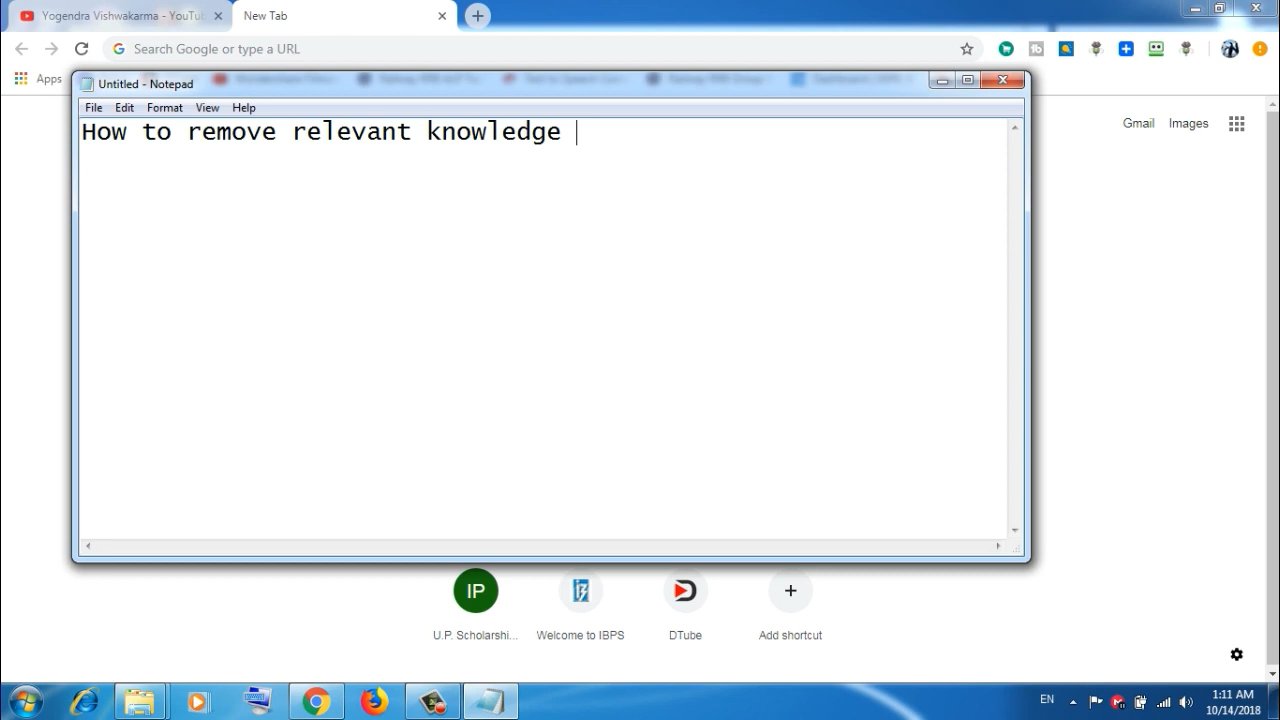 Yogendra Vishwakarma - YouTu
New Tab
Search Google or type a URL
Apps
Untitled - Notepad
File Edit Format View Help
How to remove relevant knowledge
Gmail Images
IP
U.P. Scholarshi... Welcome to IBPS DTube Add shortcut
EN
1:11 AM
10/14/2018